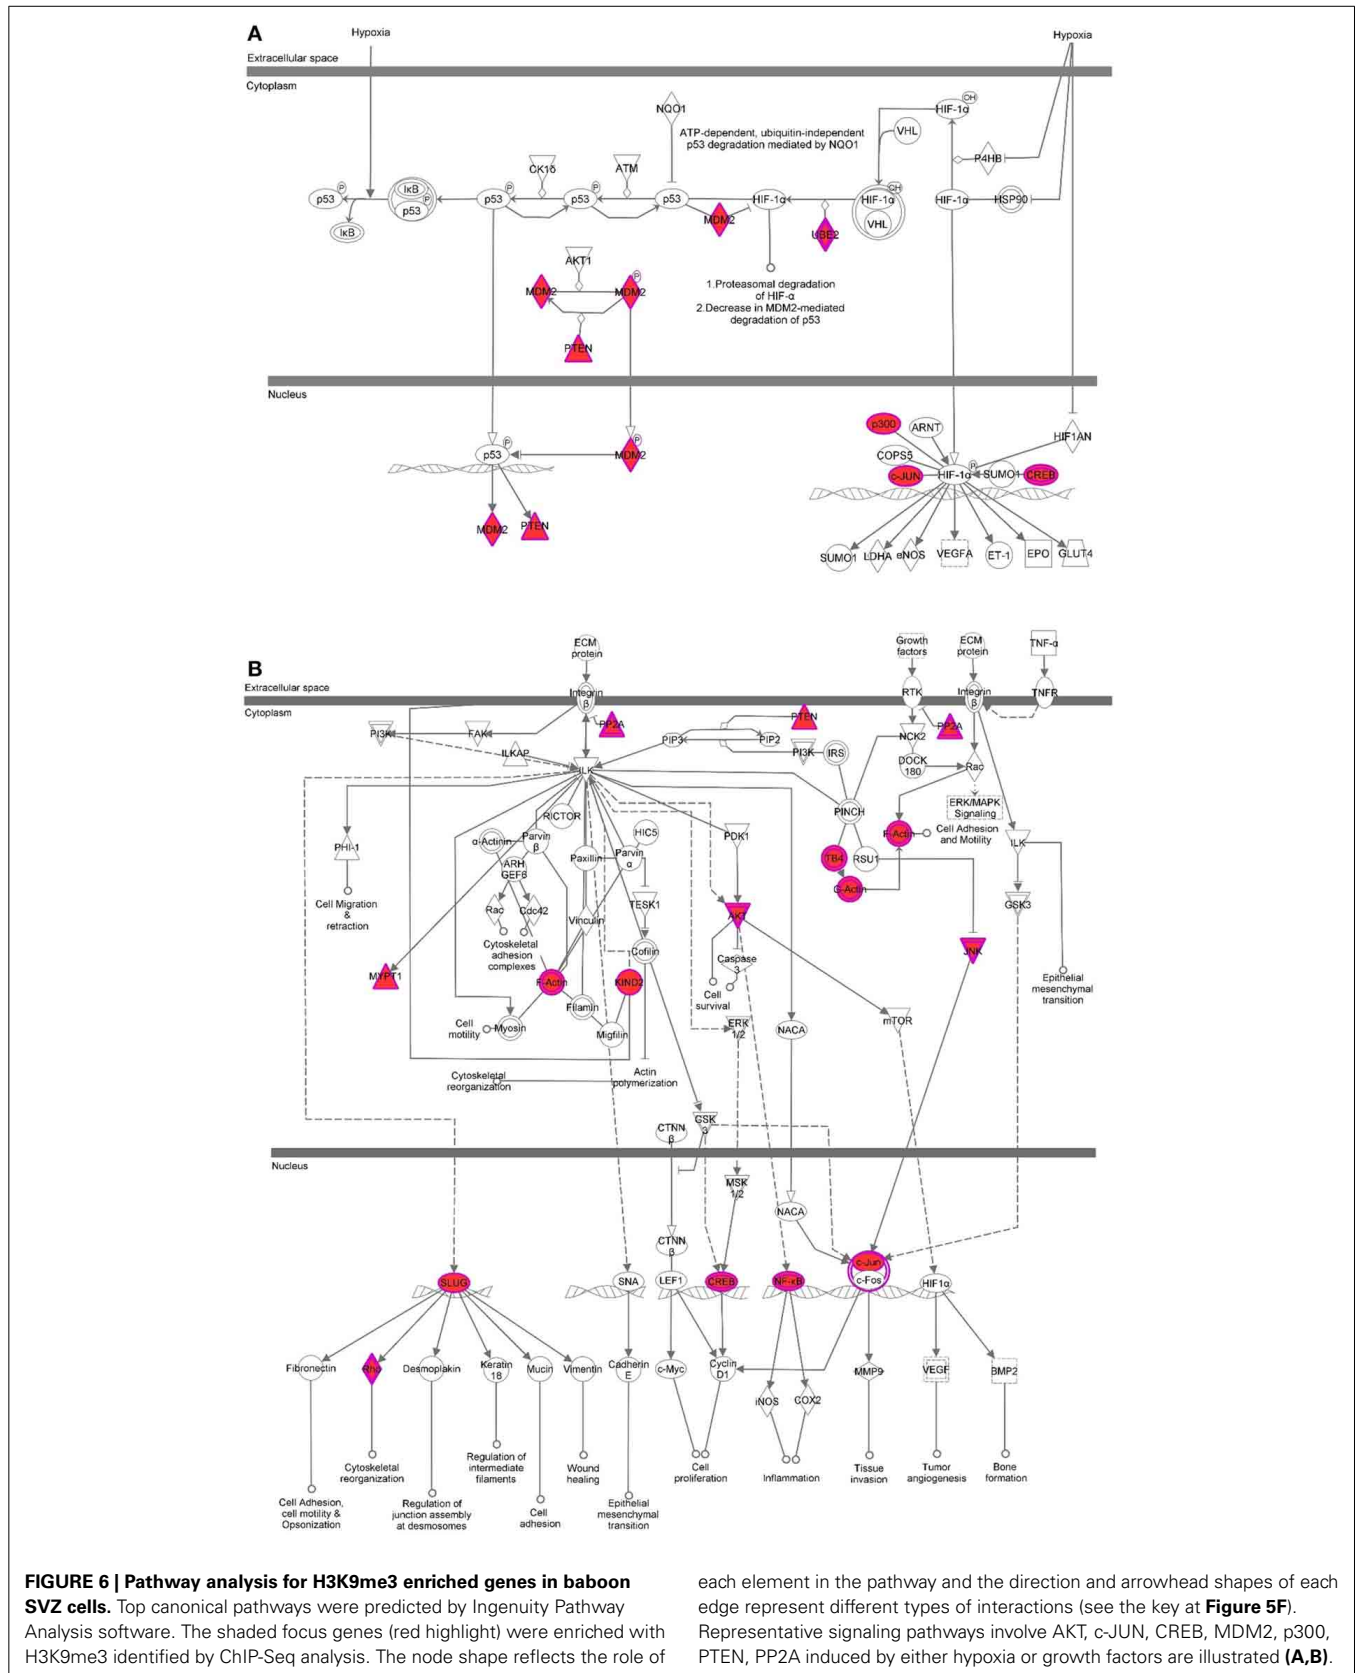 A
Hypoxia
Hypoxia
Extracellular space
Cytoplasm
NQO1
OH
HIF-1α
ATP-dependent, ubiquitin-independent
p53 degradation mediated by NQO1
VHL
P4HB
CK1δ
ATM
p53
P
IκB
P
p53
IκB
p53
P
p53
P
p53
MDM2
HIF-1α
UBE2
OH
HIF-1α
VHL
HIF-1α
HSP90
AKT1
MDM2
MDM2
P
PTEN
1.Proteasomal degradation
of HIF-α
2.Decrease in MDM2-mediated
degradation of p53
Nucleus
p53
P
MDM2
P
MDM2
PTEN
p300
ARNT
HIF1AN
COPS5
c-JUN
HIF-1α
P
SUMO1
CREB
SUMO1
LDHA
eNOS
VEGFA
ET-1
EPO
GLUT4
B
ECM
protein
Growth
factors
ECM
protein
TNF-α
Extracellular space
Cytoplasm
Integrin
β
RTK
Integrin
β
TNFR
PI3K
FAK
PP2A
PTEN
PP2A
ILKAP
PIP3
PIP2
PI3K
IRS
NCK2
DOCK
180
Rac
ILK
ERK/MAPK
Signaling
PINCH
RICTOR
PHI-1
α-Actinin
Parvin
β
HIC5
PDK1
F-Actin
Cell Adhesion
and Motility
ILK
Paxillin
Parvin
α
TB4
RSU1
ARH
GEF6
G-Actin
GSK3
Cell Migration
&
retraction
Rac
Cdc42
TESK1
AKT
Vinculin
Cytoskeletal
adhesion
complexes
Cofilin
Caspase
3
JNK
MYPT1
F-Actin
KIND2
Cell
survival
Epithelial
mesenchymal
transition
Filamin
Cell
motility
Myosin
Migfilin
ERK
1/2
NACA
mTOR
Cytoskeletal
reorganization
Actin
polymerization
GSK
3
CTNN
β
Nucleus
MSK
1/2
NACA
CTNN
β
SLUG
SNA
LEF1
CREB
NF-κB
c-Jun
c-Fos
HIF1α
Fibronectin
Rho
Desmoplakin
Keratin
18
Mucin
Vimentin
Cadherin
E
c-Myc
Cyclin
D1
MMP9
VEGF
BMP2
iNOS
COX2
Cytoskeletal
reorganization
Regulation of
intermediate
filaments
Wound
healing
Cell
proliferation
Inflammation
Tissue
invasion
Tumor
angiogenesis
Bone
formation
Cell Adhesion,
cell motility &
Opsonization
Regulation of
junction assembly
at desmosomes
Cell
adhesion
Epithelial
mesenchymal
transition
FIGURE 6 | Pathway analysis for H3K9me3 enriched genes in baboon
SVZ cells. Top canonical pathways were predicted by Ingenuity Pathway
Analysis software. The shaded focus genes (red highlight) were enriched with
H3K9me3 identified by ChIP-Seq analysis. The node shape reflects the role of
each element in the pathway and the direction and arrowhead shapes of each
edge represent different types of interactions (see the key at Figure 5F).
Representative signaling pathways involve AKT, c-JUN, CREB, MDM2, p300,
PTEN, PP2A induced by either hypoxia or growth factors are illustrated (A,B).